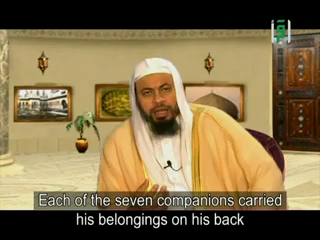 Each of the seven companions carried
his belongings on his back